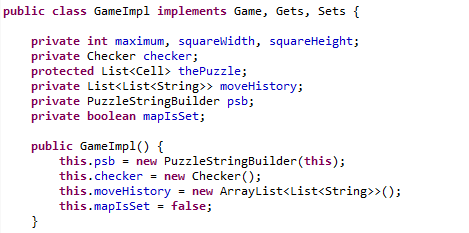 public class GameImpl implements Game, Gets, Sets {
private int maximum, squareWidth, squareHeight;
private Checker checker;
protected List<Cell> thePuzzle;
private List<List<String>> moveHistory;
private PuzzleStringBuilder psb;
private boolean mapIsSet;
public GameImpl() {
this.psb = new PuzzleStringBuilder(this);
this.checker = new Checker();
this.moveHistory = new ArrayList<List<String>>();
this.mapIsSet = false;
}